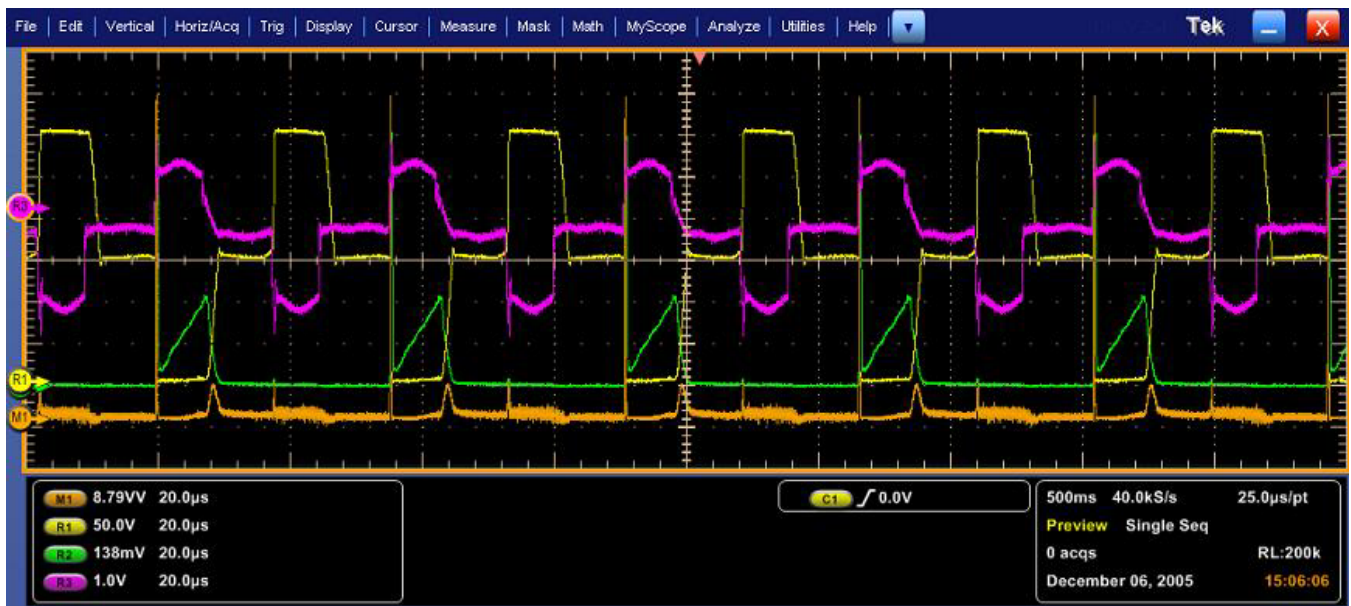 File | Edit | Vertical | Horiz/Acq | Trig | Display | Cursor | Measure | Mask | Math | MyScope | Analyze | Utilities | Help | Tek X
R3
R1
M1
M1 8.79VV 20.0µs
R1 50.0V 20.0µs
R2 138mV 20.0µs
R3 1.0V 20.0µs
C1 0.0V
500ms 40.0kS/s 25.0µs/pt
Preview Single Seq
0 acqs RL:200k
December 06, 2005 15:06:06